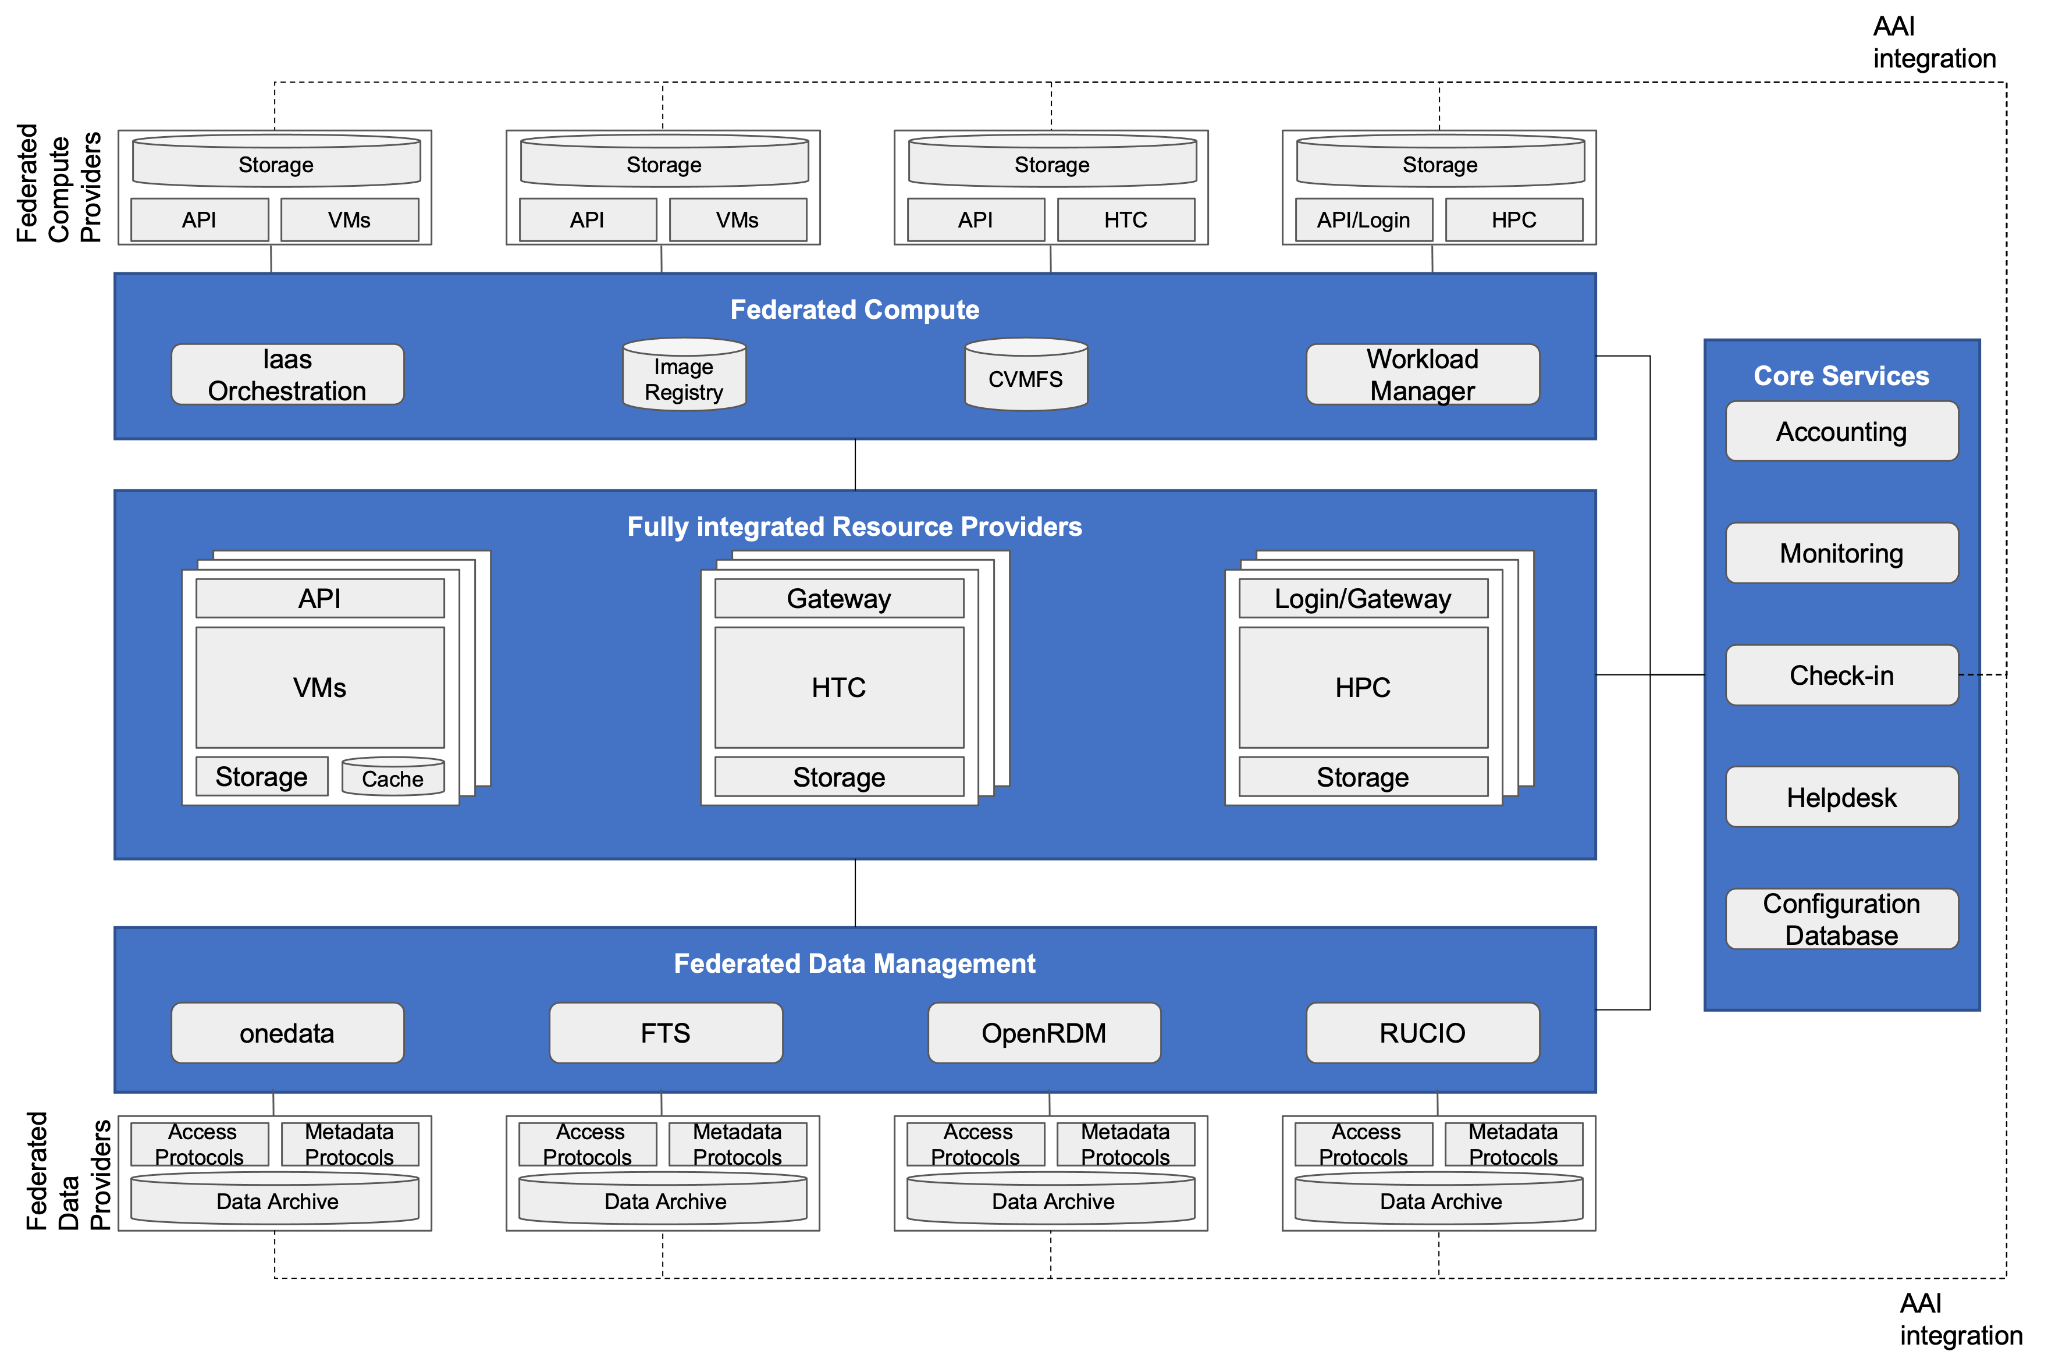 AAI
integration
Federated
Compute
Providers
Storage
API
VMs
Storage
API
VMs
Storage
API
HTC
Storage
API/Login
HPC
Federated Compute
Iaas
Orchestration
Image
Registry
CVMFS
Workload
Manager
Fully integrated Resource Providers
API
VMs
Storage
Cache
Gateway
HTC
Storage
Login/Gateway
HPC
Storage
Core Services
Accounting
Monitoring
Check-in
Helpdesk
Configuration
Database
Federated Data Management
onedata
FTS
OpenRDM
RUCIO
Federated
Data
Providers
Access
Protocols
Metadata
Protocols
Data Archive
Access
Protocols
Metadata
Protocols
Data Archive
Access
Protocols
Metadata
Protocols
Data Archive
Access
Protocols
Metadata
Protocols
Data Archive
AAI
integration